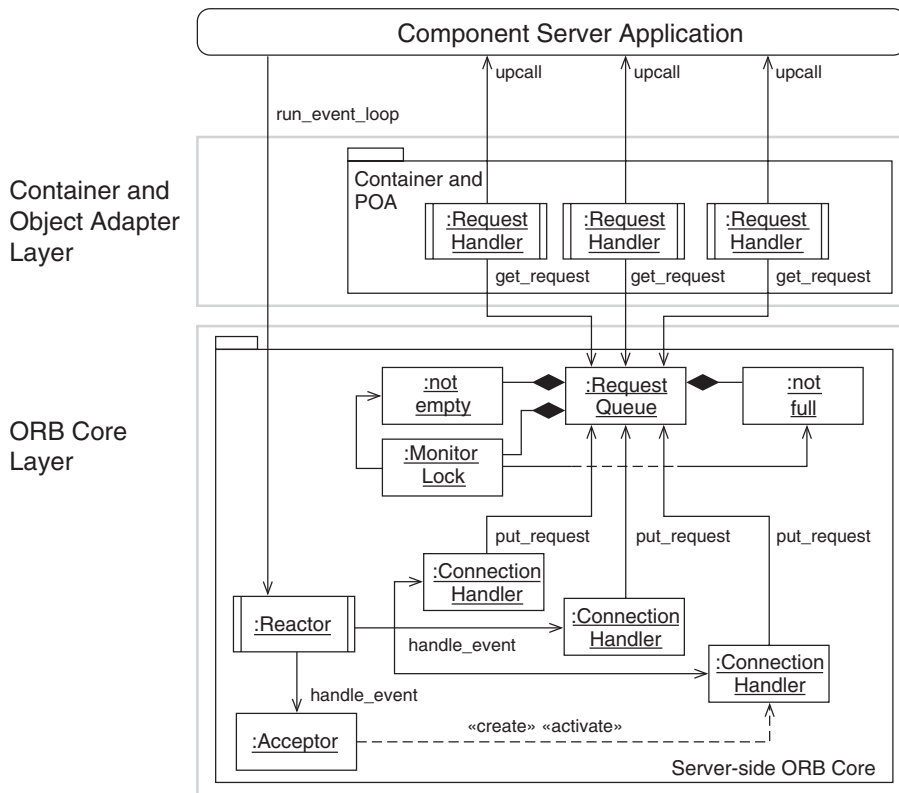 Component Server Application
upcall
upcall
upcall
run_event_loop
Container and
Object Adapter
Layer
Container and
POA
:Request
Handler
:Request
Handler
:Request
Handler
get_request
get_request
get_request
ORB Core
Layer
:not
empty
:Request
Queue
:not
full
:Monitor
Lock
put_request
put_request
put_request
:Connection
Handler
:Reactor
:Connection
Handler
handle_event
:Connection
Handler
handle_event
:Acceptor
«create» «activate»
Server-side ORB Core